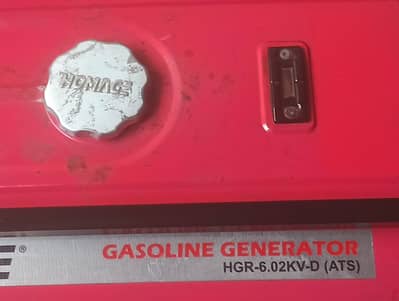 HOMAGE
E®
GASOLINE GENERATOR
HGR-6.02KV-D (ATS)